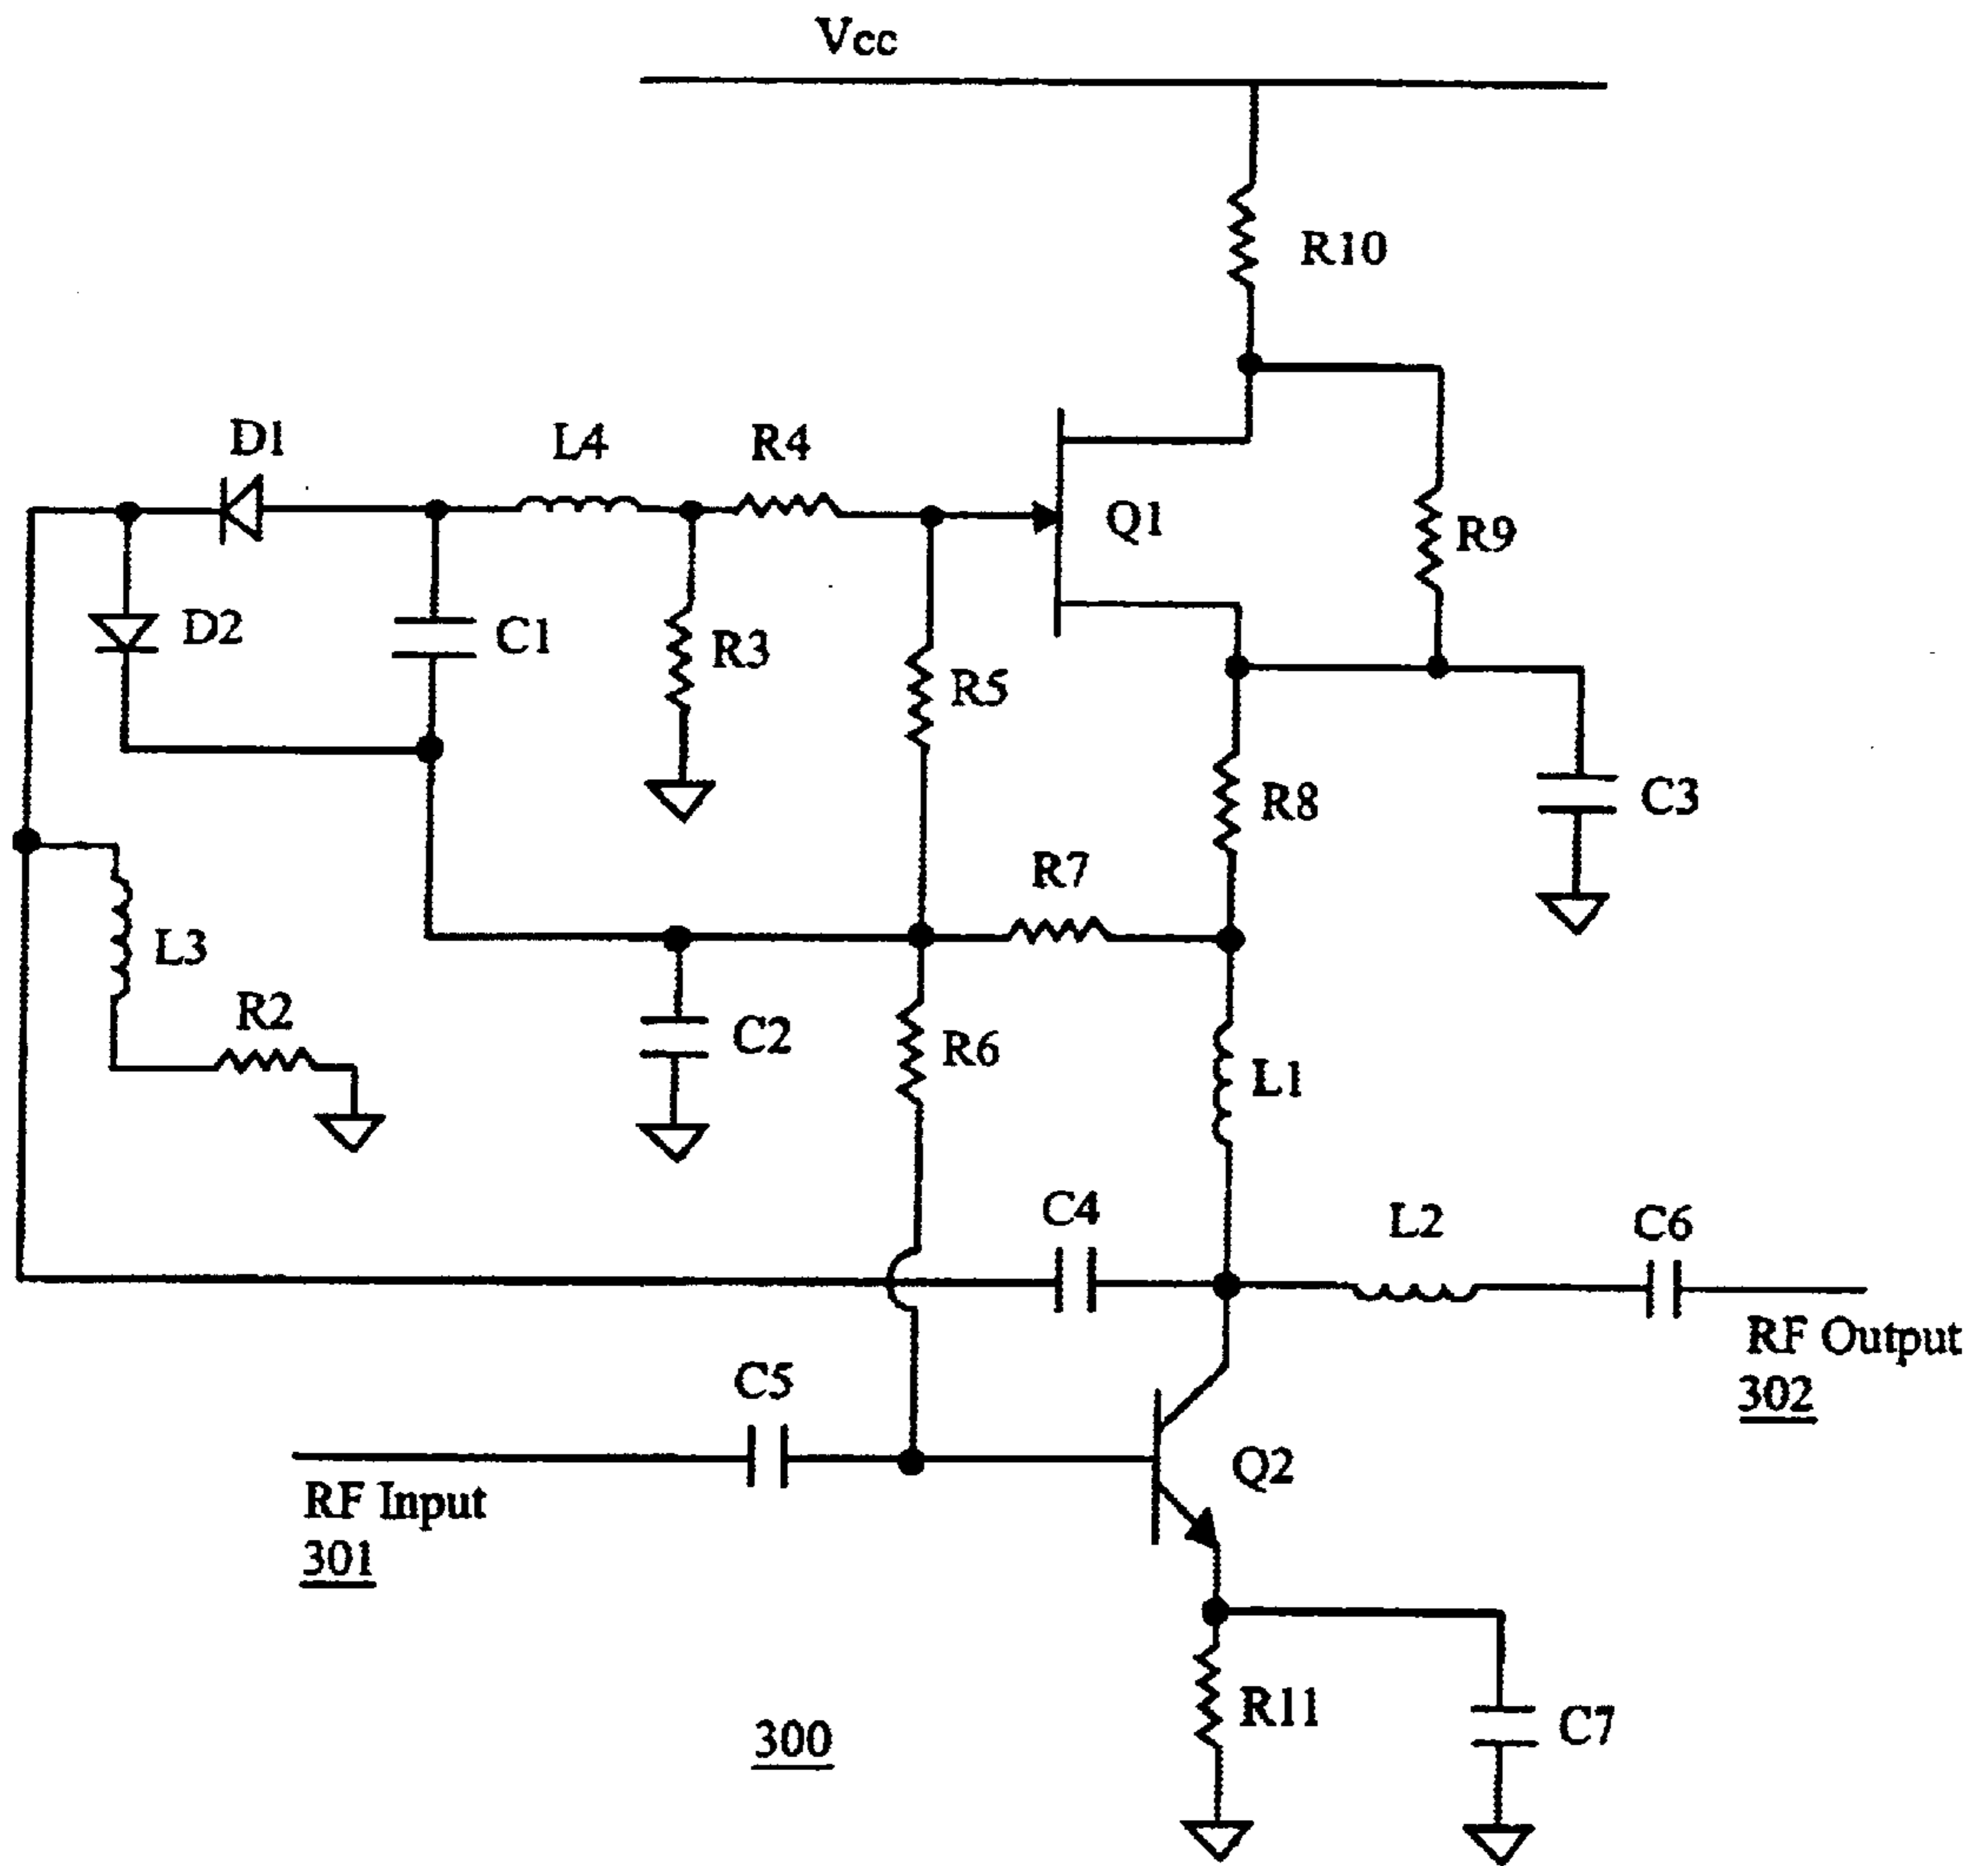 Vcc
R10
D1
L4
R4
Q1
R9
D2
C1
R3
R5
R8
C3
R7
L3
R2
C2
R6
L1
C4
L2
C6
RF Output
302
C5
Q2
RF Input
301
R11
C7
300